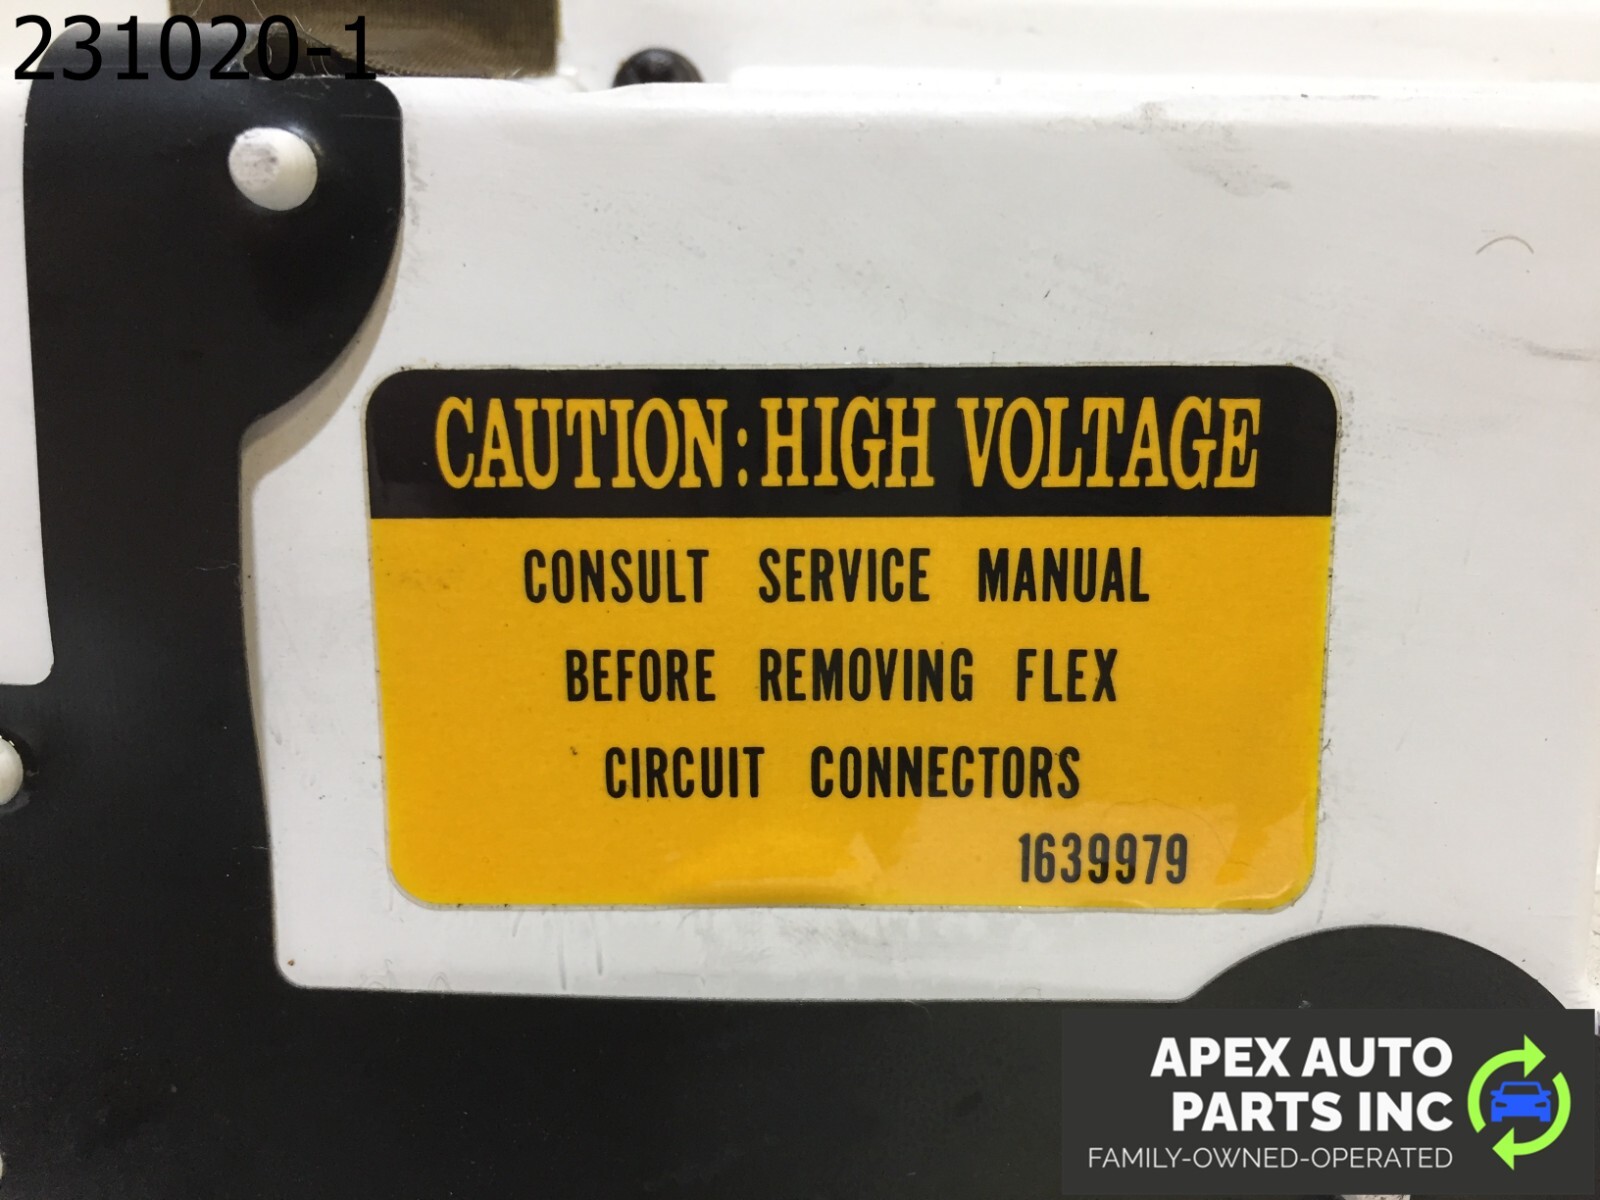 231020-1
CAUTION: HIGH VOLTAGE
CONSULT SERVICE MANUAL
BEFORE REMOVING FLEX
CIRCUIT CONNECTORS
1639979
APEX AUTO
PARTS INC
FAMILY-OWNED-OPERATED